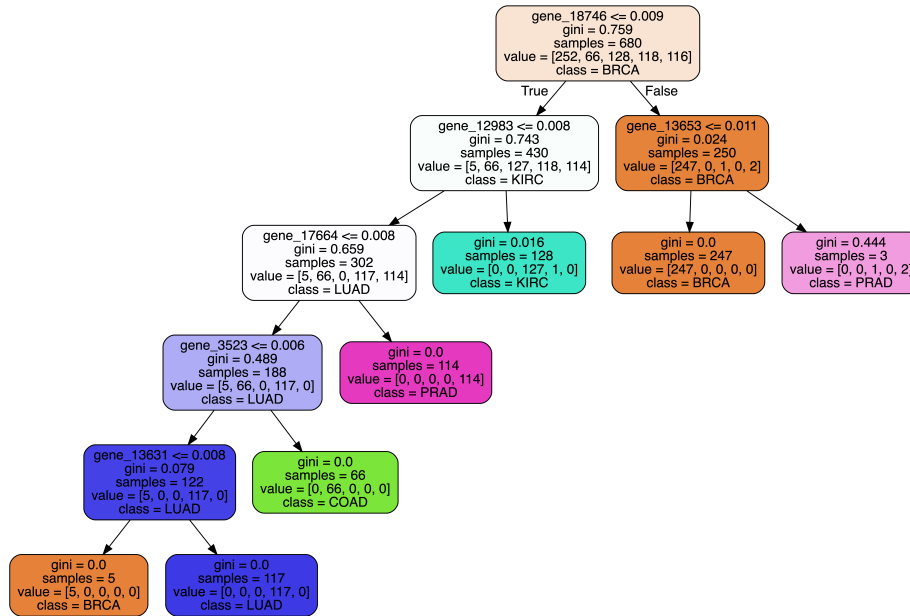 gene_18746 <= 0.009
gini = 0.759
samples = 680
value = [252, 66, 128, 118, 116]
class = BRCA
True
False
gene_12983 <= 0.008
gini = 0.743
samples = 430
value = [5, 66, 127, 118, 114]
class = KIRC
gene_13653 <= 0.011
gini = 0.024
samples = 250
value = [247, 0, 1, 0, 2]
class = BRCA
gene_17664 <= 0.008
gini = 0.659
samples = 302
value = [5, 66, 0, 117, 114]
class = LUAD
gini = 0.016
samples = 128
value = [0, 0, 127, 1, 0]
class = KIRC
gini = 0.0
samples = 247
value = [247, 0, 0, 0, 0]
class = BRCA
gini = 0.444
samples = 3
value = [0, 0, 1, 0, 2]
class = PRAD
gene_3523 <= 0.006
gini = 0.489
samples = 188
value = [5, 66, 0, 117, 0]
class = LUAD
gini = 0.0
samples = 114
value = [0, 0, 0, 0, 114]
class = PRAD
gene_13631 <= 0.008
gini = 0.079
samples = 122
value = [5, 0, 0, 117, 0]
class = LUAD
gini = 0.0
samples = 66
value = [0, 66, 0, 0, 0]
class = COAD
gini = 0.0
samples = 5
value = [5, 0, 0, 0, 0]
class = BRCA
gini = 0.0
samples = 117
value = [0, 0, 0, 117, 0]
class = LUAD